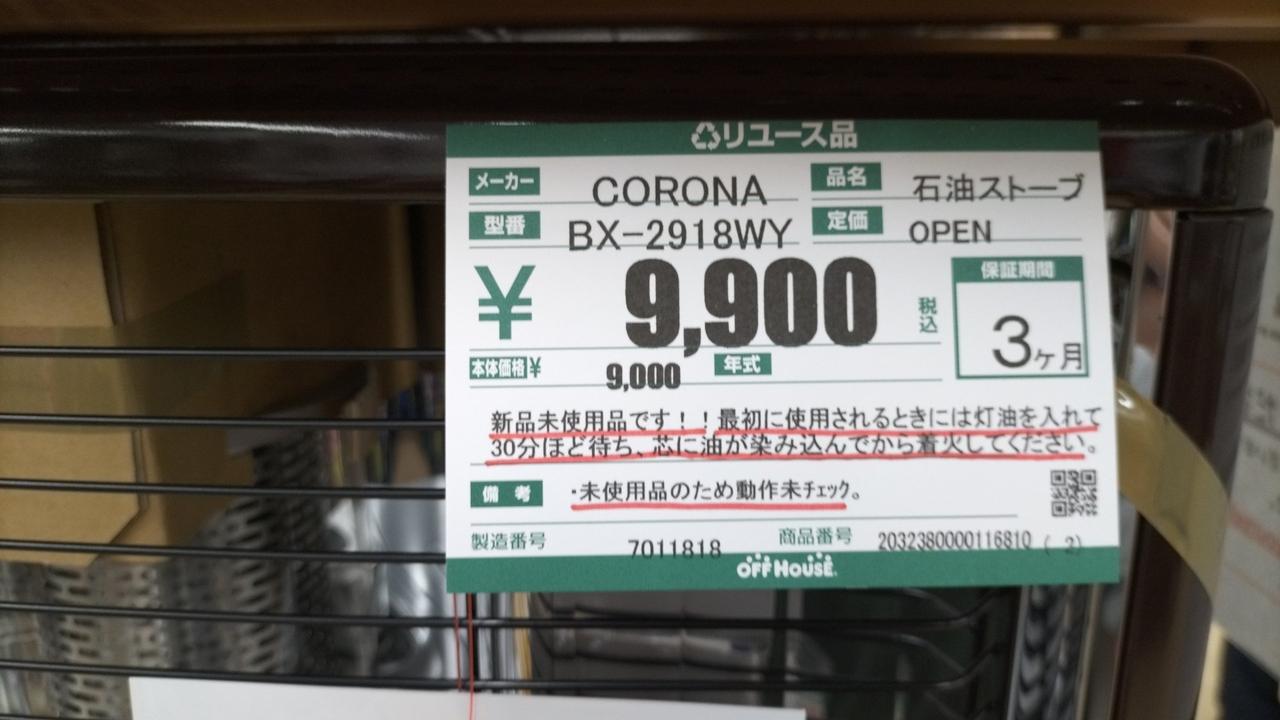 リユース品
メーカー CORONA 品名 石油ストーブ
型番 BX-2918WY 定価 OPEN
¥ 9,900 税込 保証期間 3ヶ月
本体価格¥ 9,000 年式
新品未使用品です!!最初に使用されるときには灯油を入れて
30分ほど待ち、芯に油が染み込んでから着火してください。
備考 ・未使用品のため動作未チェック。
製造番号 7011818 商品番号 2032380000116810 ( 2)
OFF HOUSE.